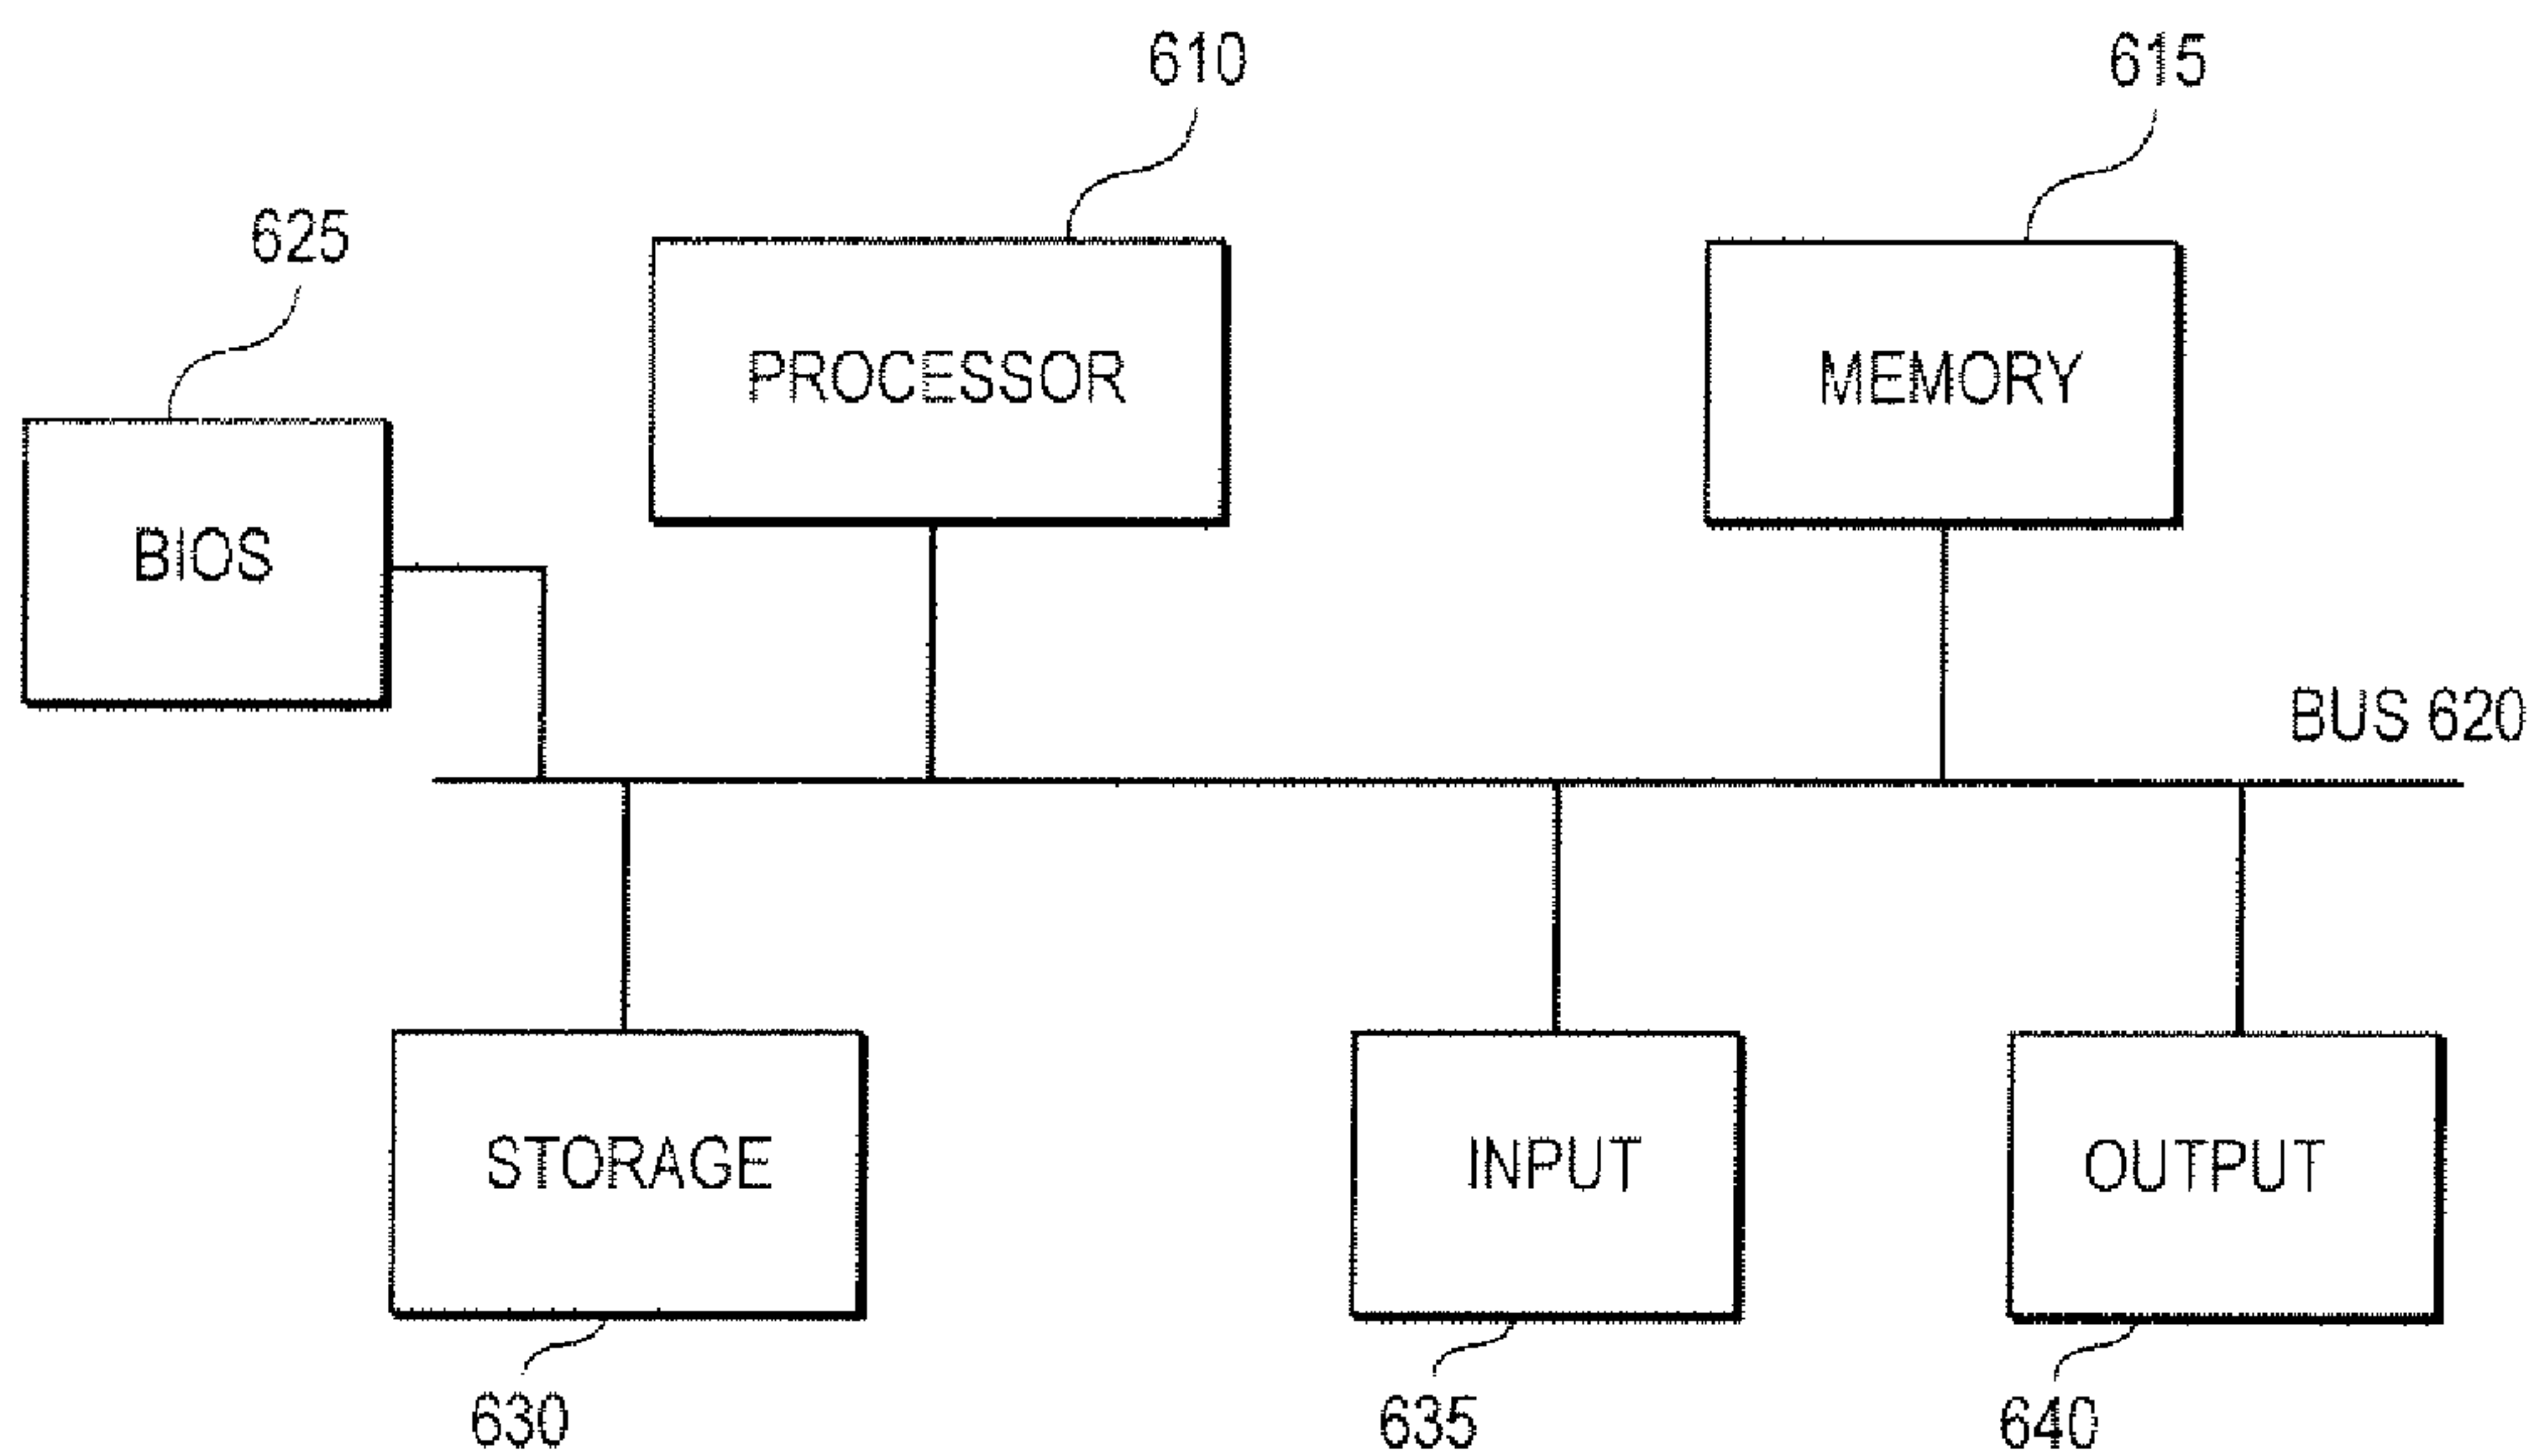 610
615
625
PROCESSOR
MEMORY
BIOS
BUS 620
STORAGE
INPUT
OUTPUT
630
635
640